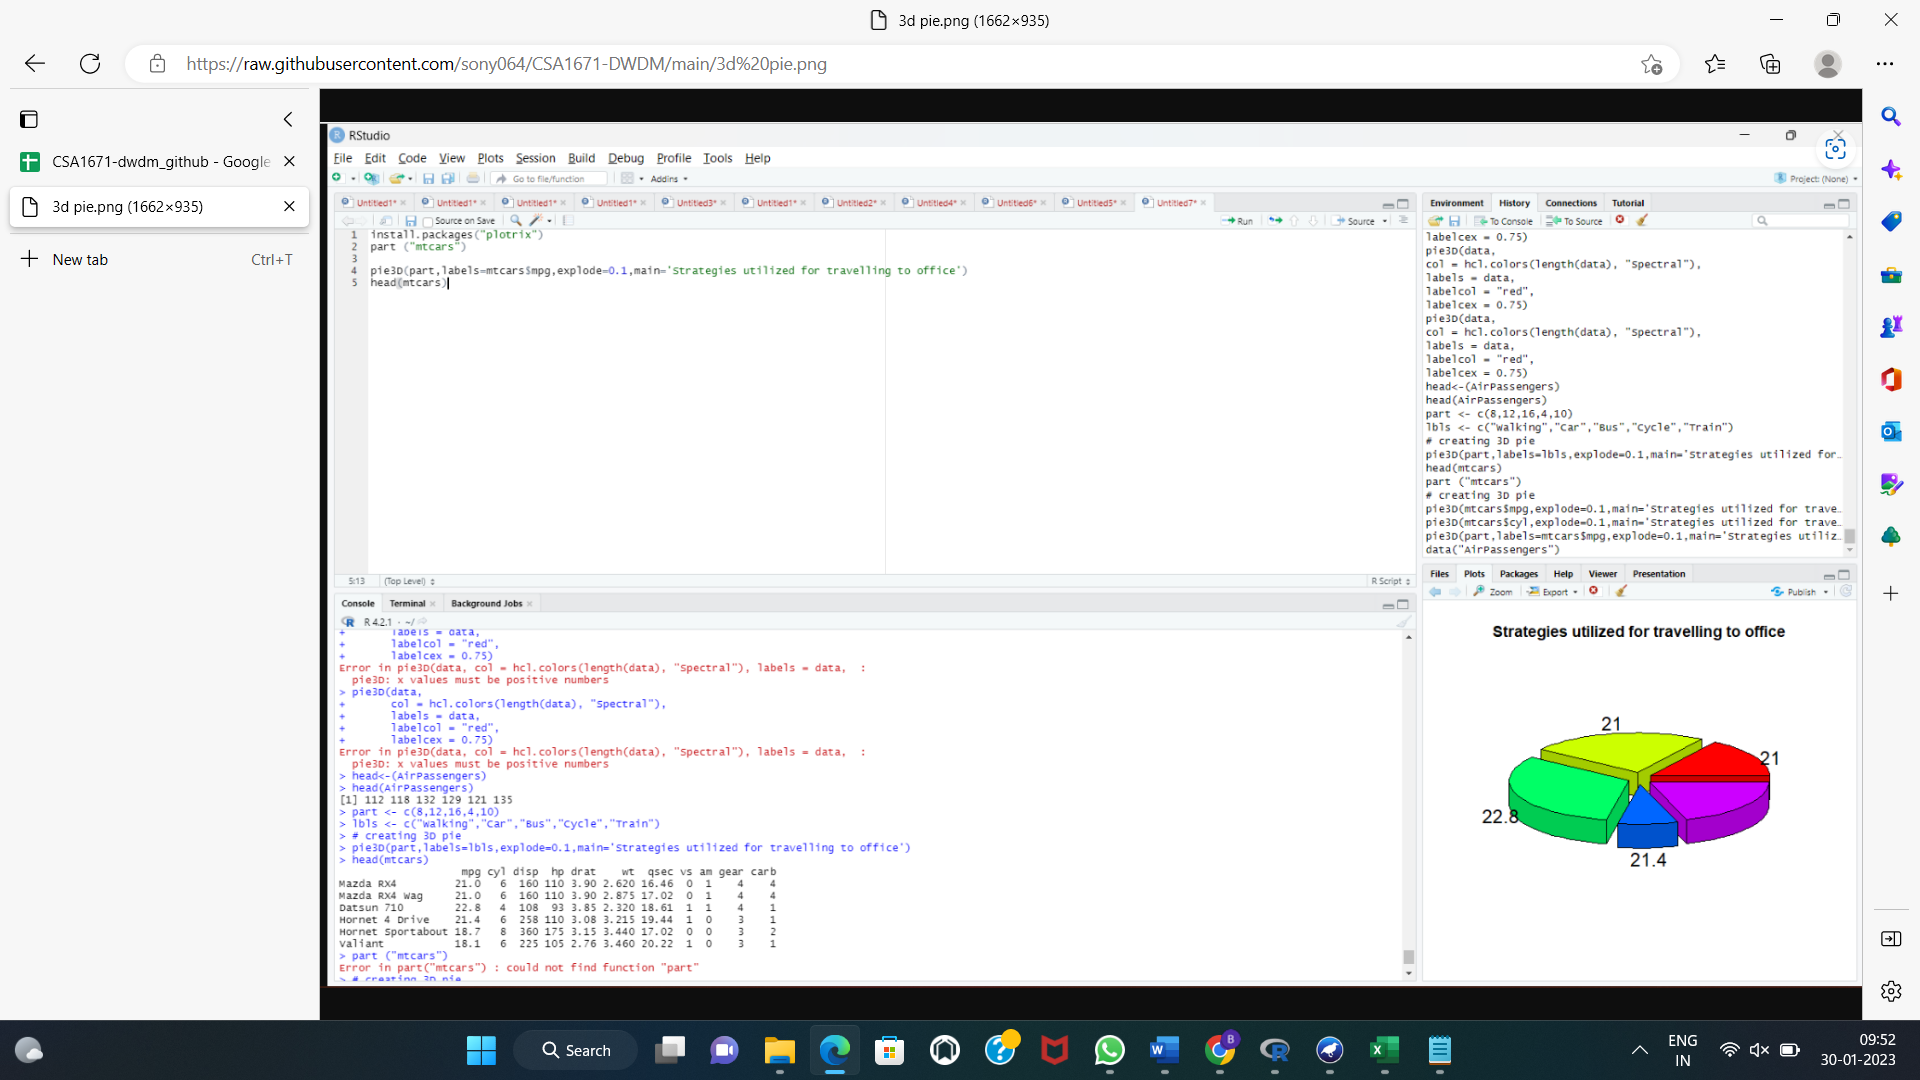 3d pie.png (1662×935)
https://raw.githubusercontent.com/sony064/CSA1671-DWDM/main/3d%20pie.png
CSA1671-dwdm_github - Google
3d pie.png (1662×935)
New tab Ctrl+T
RStudio
File Edit Code View Plots Session Build Debug Profile Tools Help
Go to file/function Addins
Project: (None)
Untitled1* Untitled1* Untitled1* Untitled1* Untitled3* Untitled1* Untitled2* Untitled4* Untitled6* Untitled5* Untitled7*
Source on Save Run Source
1 install.packages("plotrix")
2 part ("mtcars")
3
4 pie3D(part,labels=mtcars$mpg,explode=0.1,main='Strategies utilized for travelling to office')
5 head(mtcars)
5:13 (Top Level) R Script
Console Terminal Background Jobs
R 4.2.1 · ~/
+ labels = data,
+ labelcol = "red",
+ labelcex = 0.75)
Error in pie3D(data, col = hcl.colors(length(data), "Spectral"), labels = data, :
pie3D: x values must be positive numbers
> pie3D(data,
+ col = hcl.colors(length(data), "Spectral"),
+ labels = data,
+ labelcol = "red",
+ labelcex = 0.75)
Error in pie3D(data, col = hcl.colors(length(data), "Spectral"), labels = data, :
pie3D: x values must be positive numbers
> head<-(AirPassengers)
> head(AirPassengers)
[1] 112 118 132 129 121 135
> part <- c(8,12,16,4,10)
> lbls <- c("Walking","Car","Bus","Cycle","Train")
> # creating 3D pie
> pie3D(part,labels=lbls,explode=0.1,main='Strategies utilized for travelling to office')
> head(mtcars)
mpg cyl disp hp drat wt qsec vs am gear carb
Mazda RX4 21.0 6 160 110 3.90 2.620 16.46 0 1 4 4
Mazda RX4 Wag 21.0 6 160 110 3.90 2.875 17.02 0 1 4 4
Datsun 710 22.8 4 108 93 3.85 2.320 18.61 1 1 4 1
Hornet 4 Drive 21.4 6 258 110 3.08 3.215 19.44 1 0 3 1
Hornet Sportabout 18.7 8 360 175 3.15 3.440 17.02 0 0 3 2
Valiant 18.1 6 225 105 2.76 3.460 20.22 1 0 3 1
> part ("mtcars")
Error in part("mtcars") : could not find function "part"
> # creating 3D pie
Environment History Connections Tutorial
To Console To Source
labelcex = 0.75)
pie3D(data,
col = hcl.colors(length(data), "Spectral"),
labels = data,
labelcol = "red",
labelcex = 0.75)
pie3D(data,
col = hcl.colors(length(data), "Spectral"),
labels = data,
labelcol = "red",
labelcex = 0.75)
head<-(AirPassengers)
head(AirPassengers)
part <- c(8,12,16,4,10)
lbls <- c("Walking","Car","Bus","Cycle","Train")
# creating 3D pie
pie3D(part,labels=lbls,explode=0.1,main='Strategies utilized for…
head(mtcars)
part ("mtcars")
# creating 3D pie
pie3D(mtcars$mpg,explode=0.1,main='Strategies utilized for trave…
pie3D(mtcars$cyl,explode=0.1,main='Strategies utilized for trave…
pie3D(part,labels=mtcars$mpg,explode=0.1,main='Strategies utiliz…
data("AirPassengers")
Files Plots Packages Help Viewer Presentation
Zoom Export Publish
Strategies utilized for travelling to office
21
21
22.8
21.4
Search
ENG
IN
09:52
30-01-2023